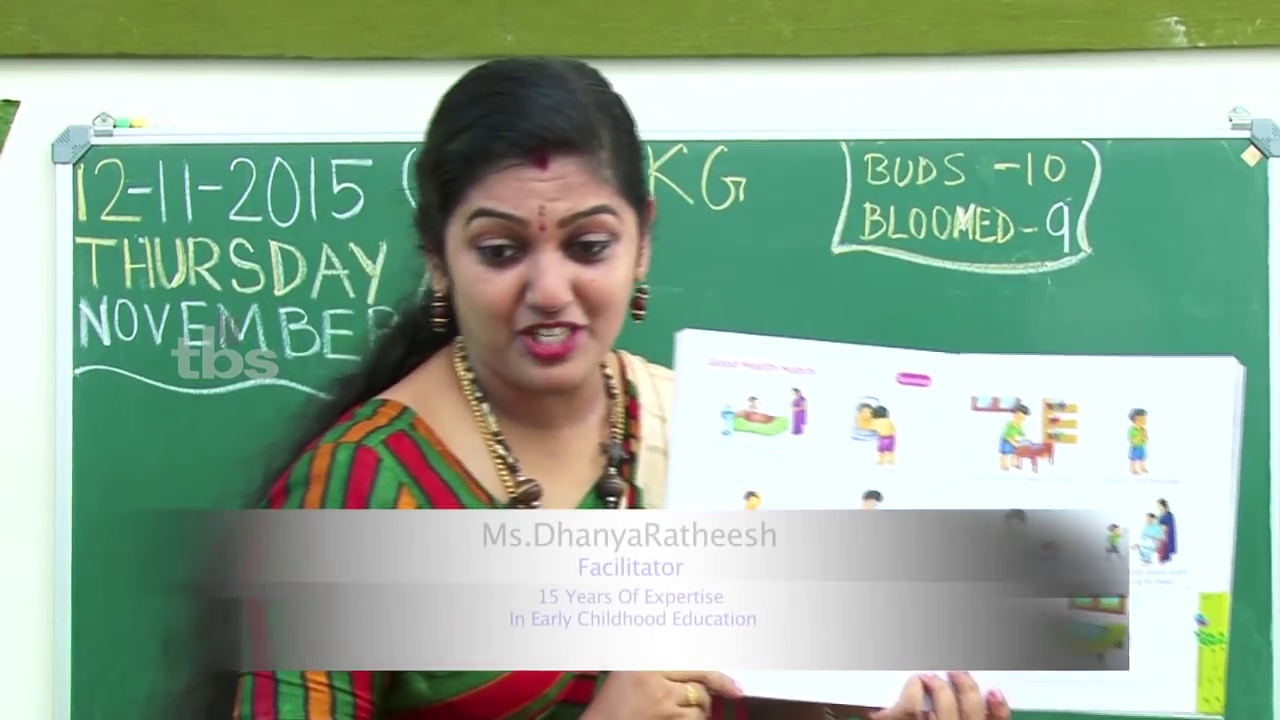 12-11-2015
KG
THURSDAY
NOVEMBER
BUDS -10
BLOOMED-9
tbs
Good Health Habits
Ms.DhanyaRatheesh
Facilitator
15 Years Of Expertise
In Early Childhood Education